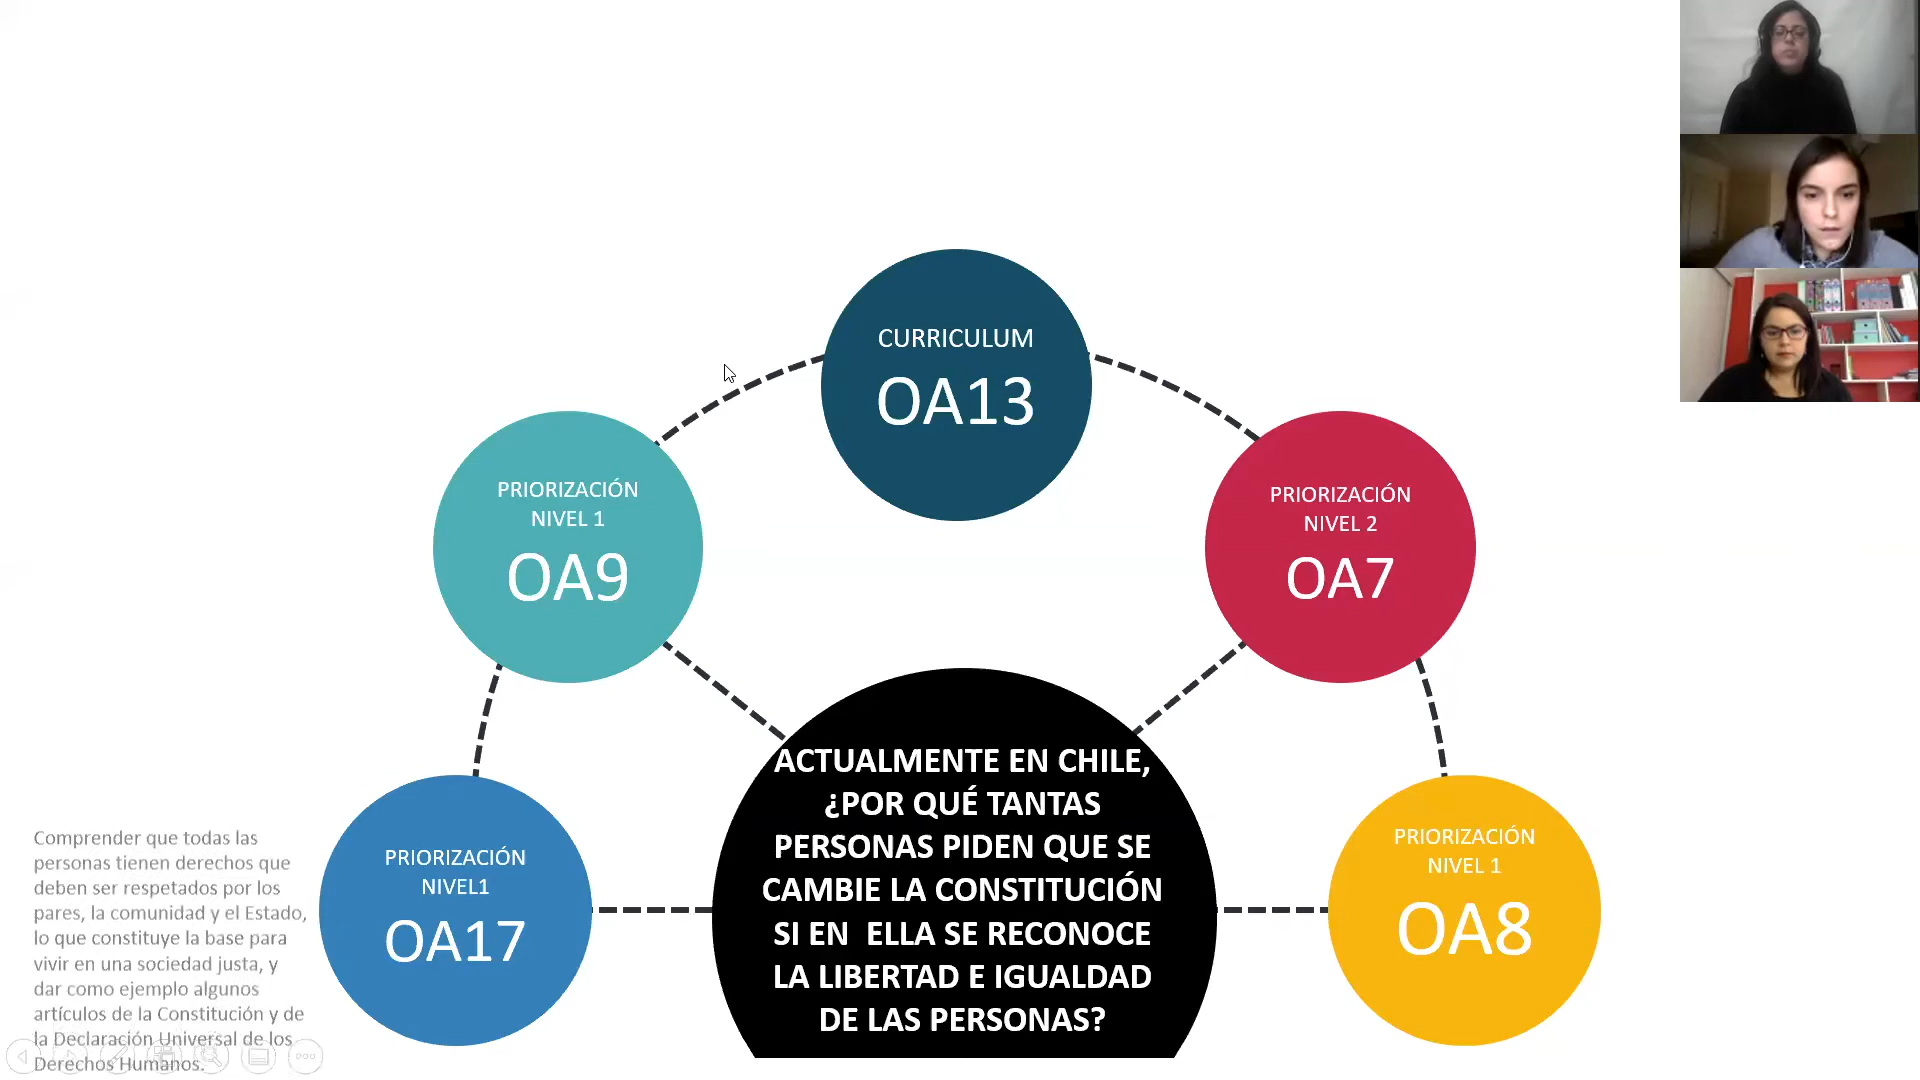 CURRICULUM
OA13
PRIORIZACIÓN
NIVEL 1
OA9
PRIORIZACIÓN
NIVEL 2
OA7
ACTUALMENTE EN CHILE,
¿POR QUÉ TANTAS
PERSONAS PIDEN QUE SE
CAMBIE LA CONSTITUCIÓN
SI EN ELLA SE RECONOCE
LA LIBERTAD E IGUALDAD
DE LAS PERSONAS?
PRIORIZACIÓN
NIVEL1
OA17
PRIORIZACIÓN
NIVEL 1
OA8
Comprender que todas las
personas tienen derechos que
deben ser respetados por los
pares, la comunidad y el Estado,
lo que constituye la base para
vivir en una sociedad justa, y
dar como ejemplo algunos
artículos de la Constitución y de
la Declaración Universal de los
Derechos Humanos.